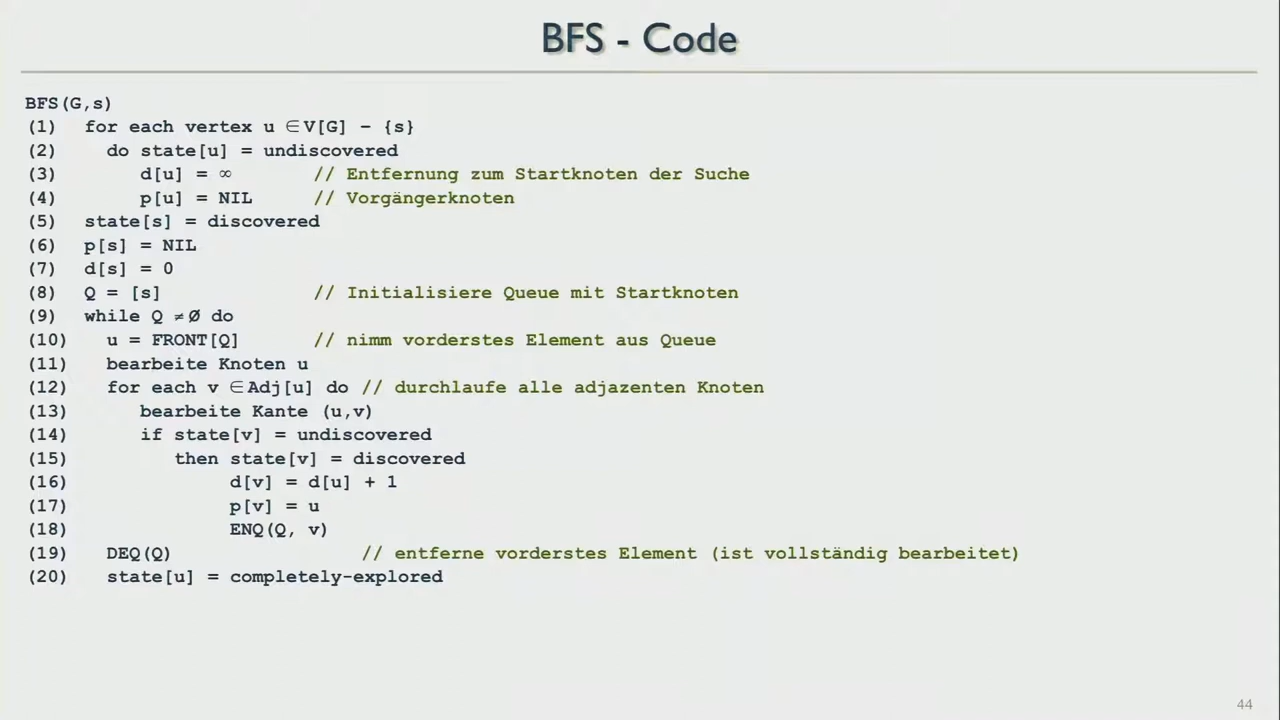 BFS - Code
BFS(G,s)
(1) for each vertex u ∈ V[G] – {s}
(2) do state[u] = undiscovered
(3) d[u] = ∞ // Entfernung zum Startknoten der Suche
(4) p[u] = NIL // Vorgängerknoten
(5) state[s] = discovered
(6) p[s] = NIL
(7) d[s] = 0
(8) Q = [s] // Initialisiere Queue mit Startknoten
(9) while Q ≠ Ø do
(10) u = FRONT[Q] // nimm vorderstes Element aus Queue
(11) bearbeite Knoten u
(12) for each v ∈ Adj[u] do // durchlaufe alle adjazenten Knoten
(13) bearbeite Kante (u,v)
(14) if state[v] = undiscovered
(15) then state[v] = discovered
(16) d[v] = d[u] + 1
(17) p[v] = u
(18) ENQ(Q, v)
(19) DEQ(Q) // entferne vorderstes Element (ist vollständig bearbeitet)
(20) state[u] = completely-explored
44